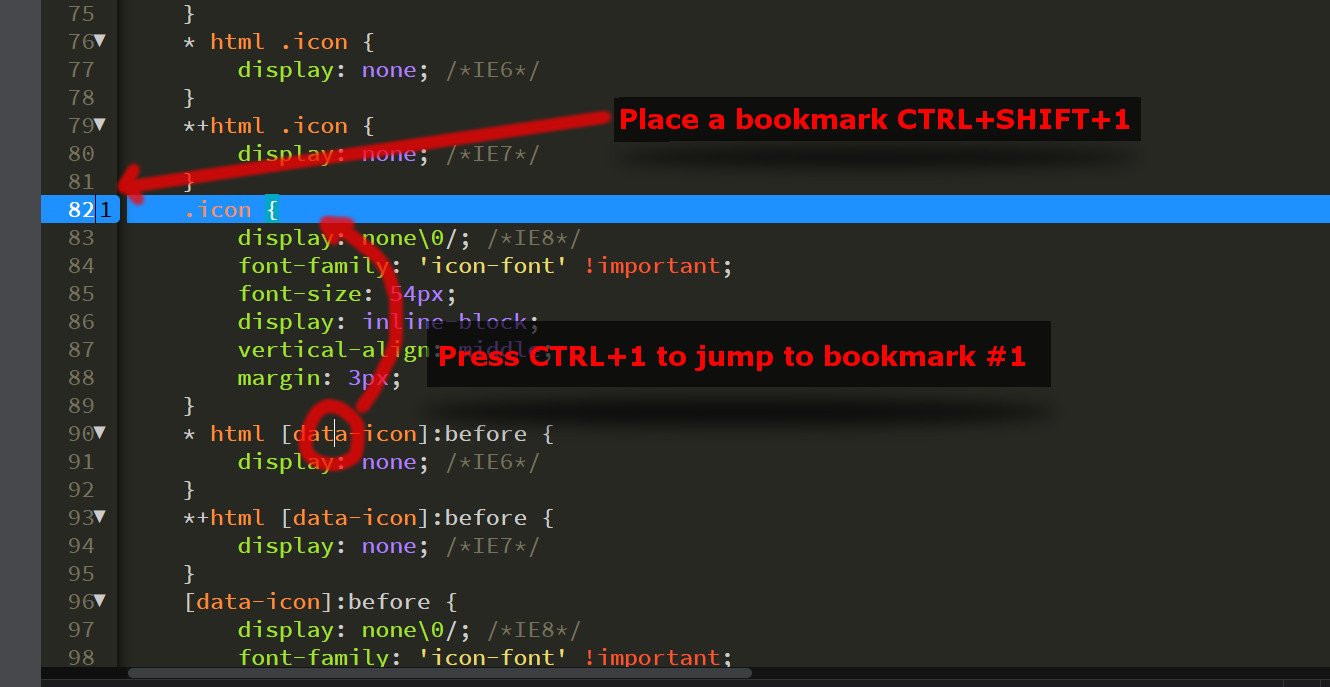 75 }
76 * html .icon {
77 display: none; /*IE6*/
78 }
79 *+html .icon {
Place a bookmark CTRL+SHIFT+1
80 display: none; /*IE7*/
81 }
82 1 .icon {
83 display: none\0/; /*IE8*/
84 font-family: 'icon-font' !important;
85 font-size: 54px;
86 display: inline-block;
87 vertical-align: middle;
Press CTRL+1 to jump to bookmark #1
88 margin: 3px;
89 }
90 * html [data-icon]:before {
91 display: none; /*IE6*/
92 }
93 *+html [data-icon]:before {
94 display: none; /*IE7*/
95 }
96 [data-icon]:before {
97 display: none\0/; /*IE8*/
98 font-family: 'icon-font' !important;